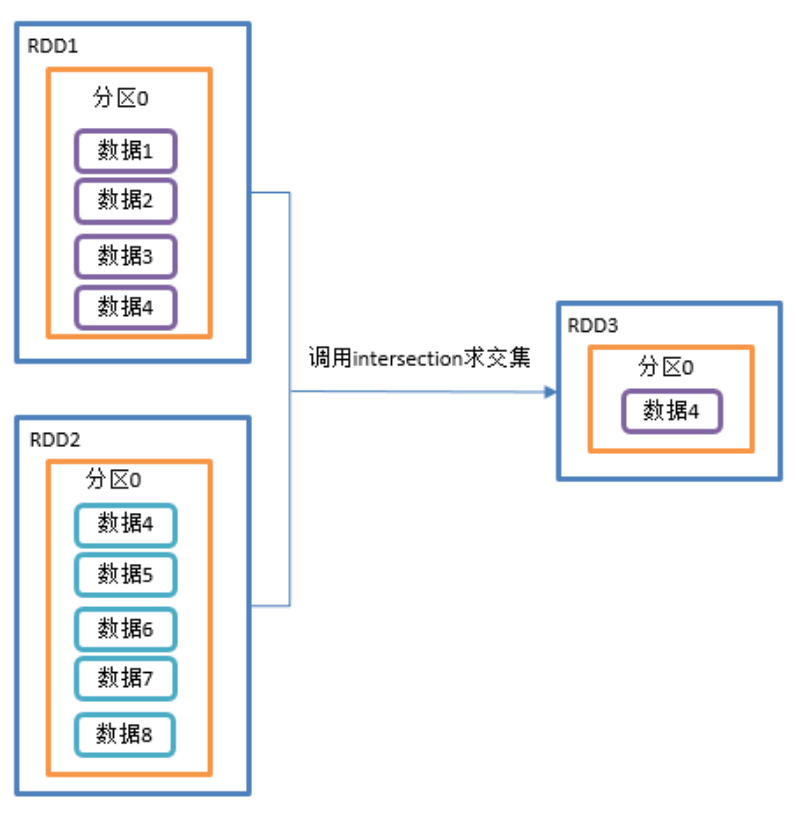 RDD1
分区0
数据1
数据2
数据3
数据4
RDD2
分区0
数据4
数据5
数据6
数据7
数据8
调用intersection求交集
RDD3
分区0
数据4